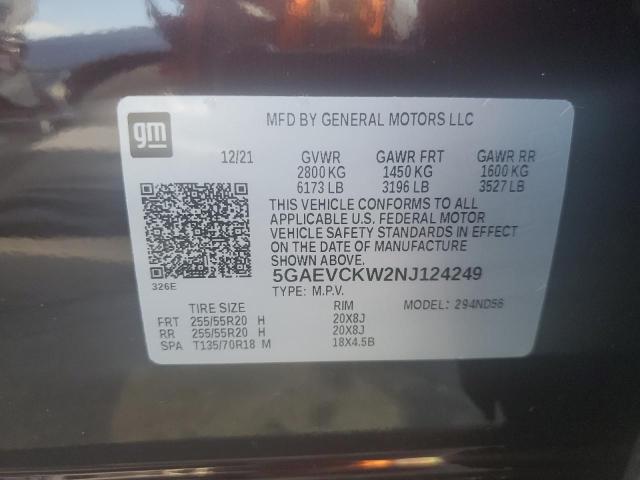 gm
MFD BY GENERAL MOTORS LLC
12/21 GVWR GAWR FRT GAWR RR
2800 KG 1450 KG 1600 KG
6173 LB 3196 LB 3527 LB
THIS VEHICLE CONFORMS TO ALL
APPLICABLE U.S. FEDERAL MOTOR
VEHICLE SAFETY STANDARDS IN
EFFECT ON THE DATE OF MANUFACTURE
SHOWN ABOVE.
326E
5GAEVCKW2NJ124249
TYPE: M.P.V.
TIRE SIZE RIM MODEL: 294ND56
FRT 255/55R20 H 20X8J
RR 255/55R20 H 20X8J
SPA T135/70R18 M 18X4.5B